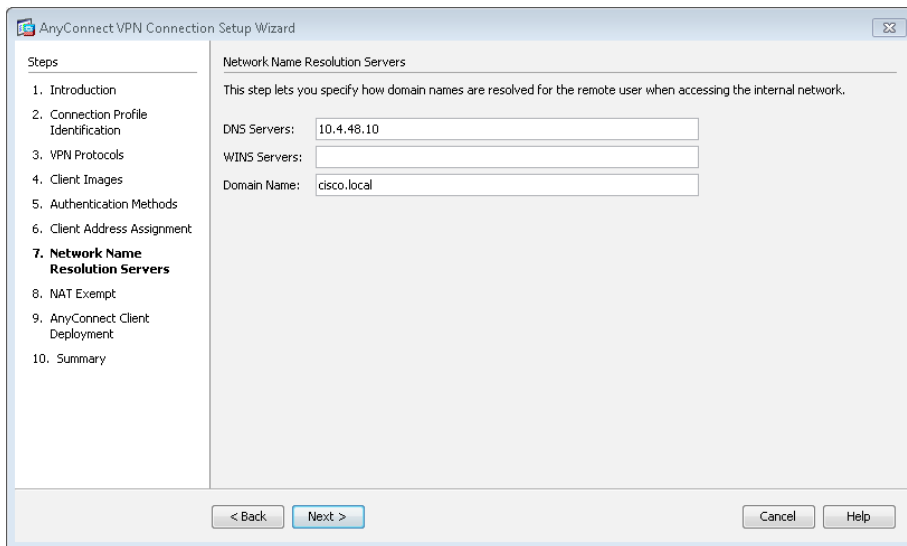 AnyConnect VPN Connection Setup Wizard
Steps
1. Introduction
2. Connection Profile
Identification
3. VPN Protocols
4. Client Images
5. Authentication Methods
6. Client Address Assignment
7. Network Name
Resolution Servers
8. NAT Exempt
9. AnyConnect Client
Deployment
10. Summary
Network Name Resolution Servers
This step lets you specify how domain names are resolved for the remote user when accessing the internal network.
DNS Servers: 10.4.48.10
WINS Servers:
Domain Name: cisco.local
< Back Next > Cancel Help